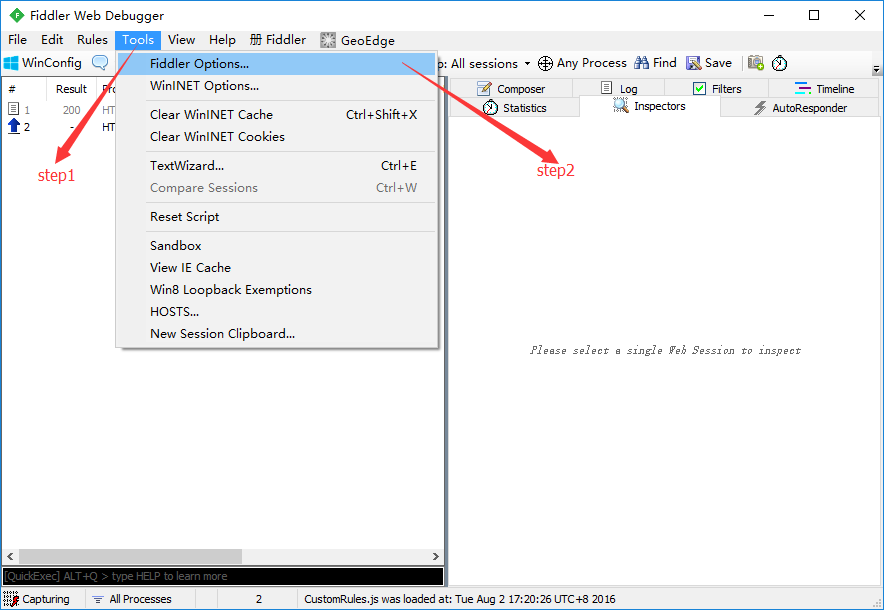 Fiddler Web Debugger
File Edit Rules Tools View Help 册 Fiddler GeoEdge
WinConfig
p: All sessions Any Process Find Save
# Result Pro
1 200 HT
2 - HT
Fiddler Options...
WinINET Options...
Clear WinINET Cache Ctrl+Shift+X
Clear WinINET Cookies
TextWizard... Ctrl+E
Compare Sessions Ctrl+W
Reset Script
Sandbox
View IE Cache
Win8 Loopback Exemptions
HOSTS...
New Session Clipboard...
step1
step2
Composer Log Filters Timeline
Statistics Inspectors AutoResponder
Please select a single Web Session to inspect
[QuickExec] ALT+Q > type HELP to learn more
Capturing All Processes 2 CustomRules.js was loaded at: Tue Aug 2 17:20:26 UTC+8 2016